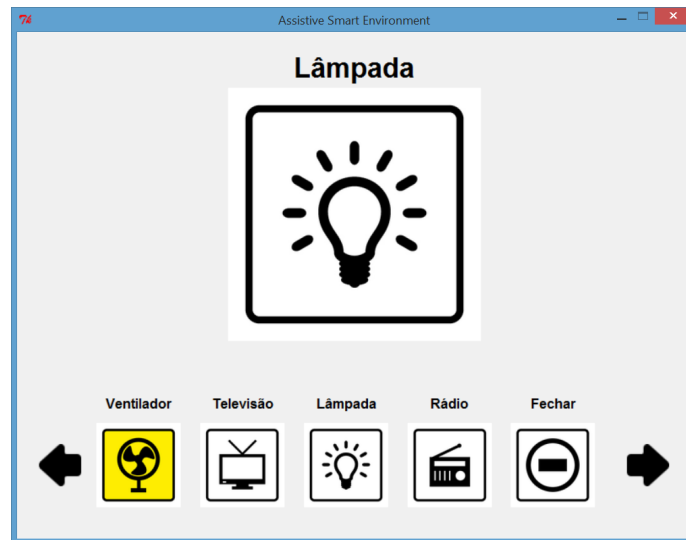 Assistive Smart Environment
Lâmpada
Ventilador Televisão Lâmpada Rádio Fechar